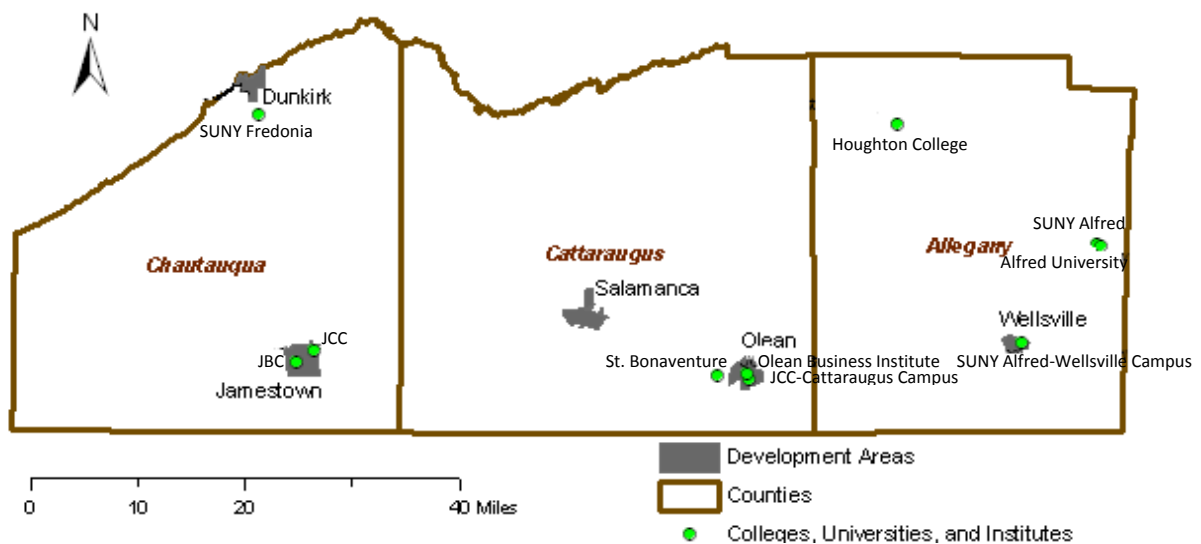 N
Dunkirk
SUNY Fredonia
Houghton College
SUNY Alfred
Alfred University
Chautauqua
Cattaraugus
Allegany
Salamanca
Wellsville
JCC
JBC
Jamestown
Olean
St. Bonaventure
Olean Business Institute
SUNY Alfred-Wellsville Campus
JCC-Cattaraugus Campus
Development Areas
Counties
Colleges, Universities, and Institutes
0 10 20 40 Miles